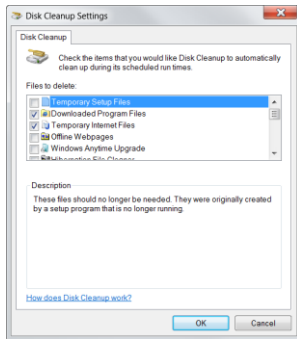 Disk Cleanup Settings
Disk Cleanup
Check the items that you would like Disk Cleanup to automatically
clean up during its scheduled run times.
Files to delete:
Temporary Setup Files
Downloaded Program Files
Temporary Internet Files
Offline Webpages
Windows Anytime Upgrade
Hibernation File Cleaner
Description
These files should no longer be needed. They were originally created
by a setup program that is no longer running.
How does Disk Cleanup work?
OK Cancel